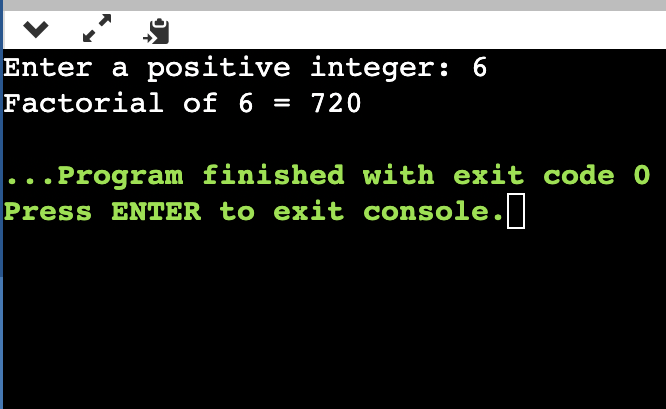 Enter a positive integer: 6
Factorial of 6 = 720
...Program finished with exit code 0
Press ENTER to exit console.